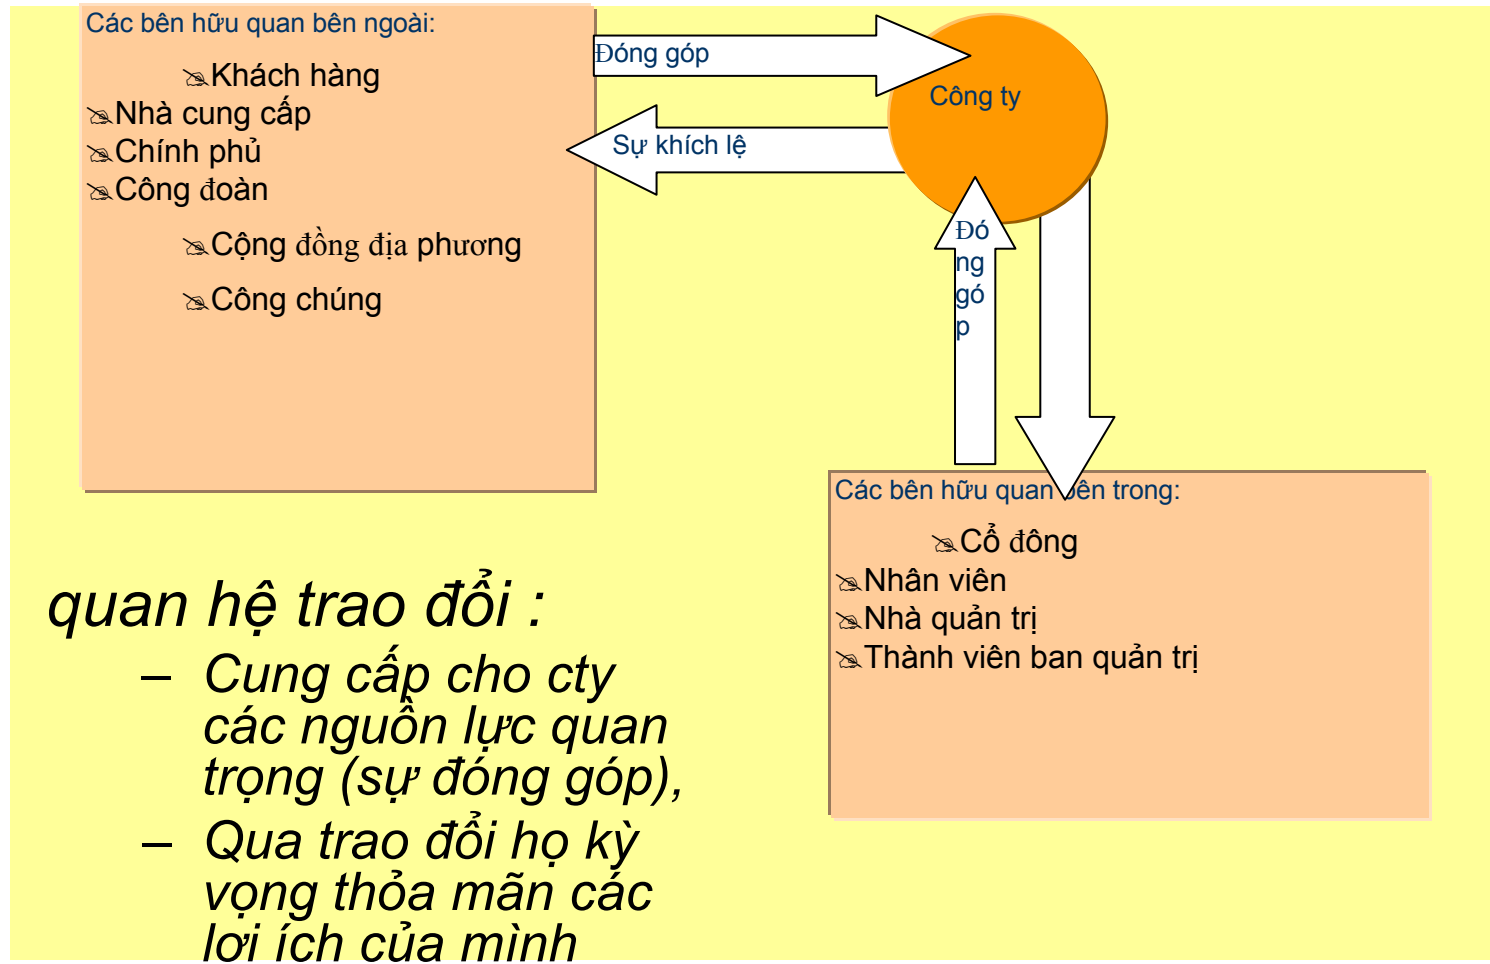 Các bên hữu quan bên ngoài:
Khách hàng
Nhà cung cấp
Chính phủ
Công đoàn
Cộng đồng địa phương
Công chúng
Đóng góp
Sự khích lệ
Công ty
Đó
ng
gó
p
Các bên hữu quan bên trong:
Cổ đông
Nhân viên
Nhà quản trị
Thành viên ban quản trị
quan hệ trao đổi :
– Cung cấp cho cty
các nguồn lực quan
trọng (sự đóng góp),
– Qua trao đổi họ kỳ
vọng thỏa mãn các
lợi ích của mình